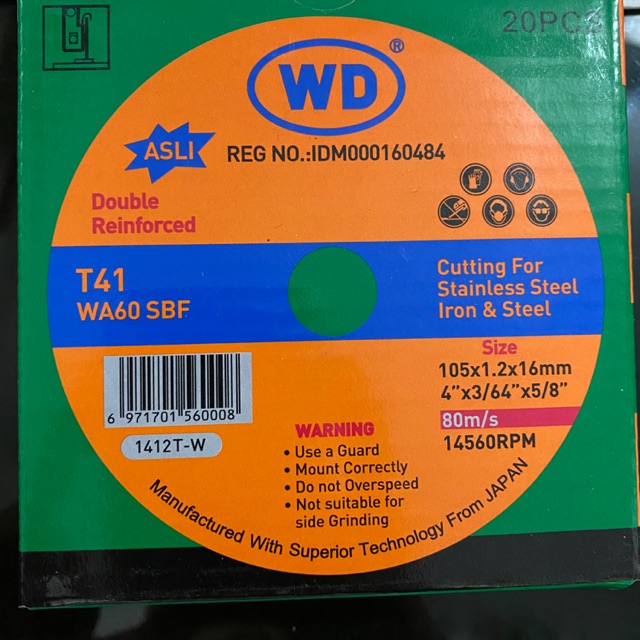 20PCS
WD®
ASLI
REG NO.:IDM000160484
Double
Reinforced
T41
WA60 SBF
Cutting For
Stainless Steel
Iron & Steel
Size
105x1.2x16mm
4”x3/64”x5/8”
80m/s
14560RPM
6 971701 560008
1412T-W
WARNING
• Use a Guard
• Mount Correctly
• Do not Overspeed
• Not suitable for
side Grinding
Manufactured With Superior Technology From JAPAN